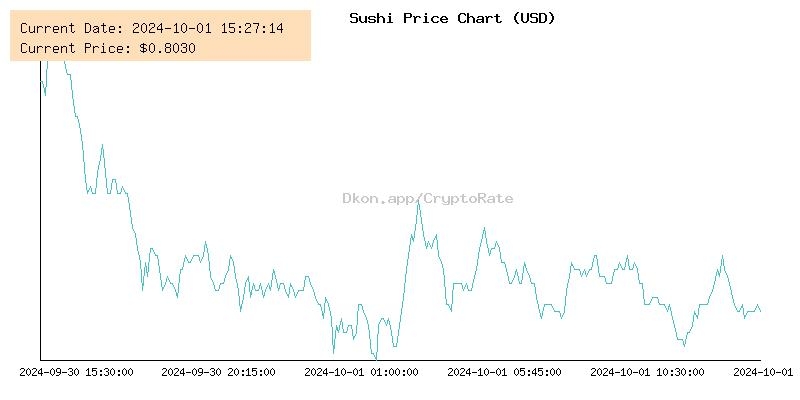 Sushi Price Chart (USD)
Current Date: 2024-10-01 15:27:14
Current Price: $0.8030
Dkon.app/CryptoRate
2024-09-30 15:30:00
2024-09-30 20:15:00
2024-10-01 01:00:00
2024-10-01 05:45:00
2024-10-01 10:30:00
2024-10-01